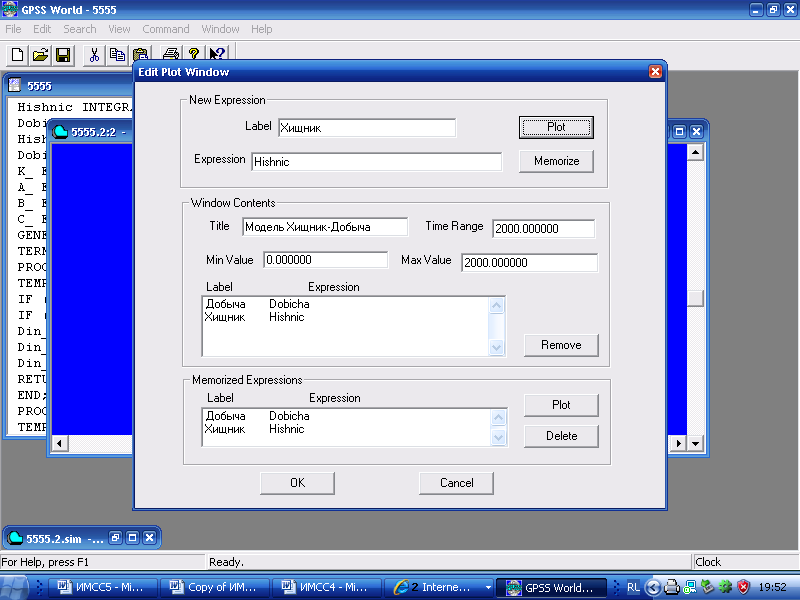 GPSS World - 5555
File Edit Search View Command Window Help
5555
Hishnic INTEGRA
Dobi
Hish
Dobi
K_ E
A_ E
B_ E
C_ E
GENE
TERM
PROC
TEMP
IF (
IF (
Din_
Din_
Din_
RETU
END;
PROC
TEMP
5555.2:2 -
Edit Plot Window
New Expression
Label Хищник Plot
Expression Hishnic Memorize
Window Contents
Title Модель Хищник-Добыча Time Range 2000.000000
Min Value 0.000000 Max Value 2000.000000
Label Expression
Добыча Dobicha
Хищник Hishnic
Remove
Memorized Expressions
Label Expression
Добыча Dobicha
Хищник Hishnic
Plot
Delete
OK Cancel
5555.2.sim -...
For Help, press F1 Ready. Clock
ИМСС5 - Mi... Copy of ИМ... ИМСС4 - Mi... 2 Interne... GPSS World... RL 19:52